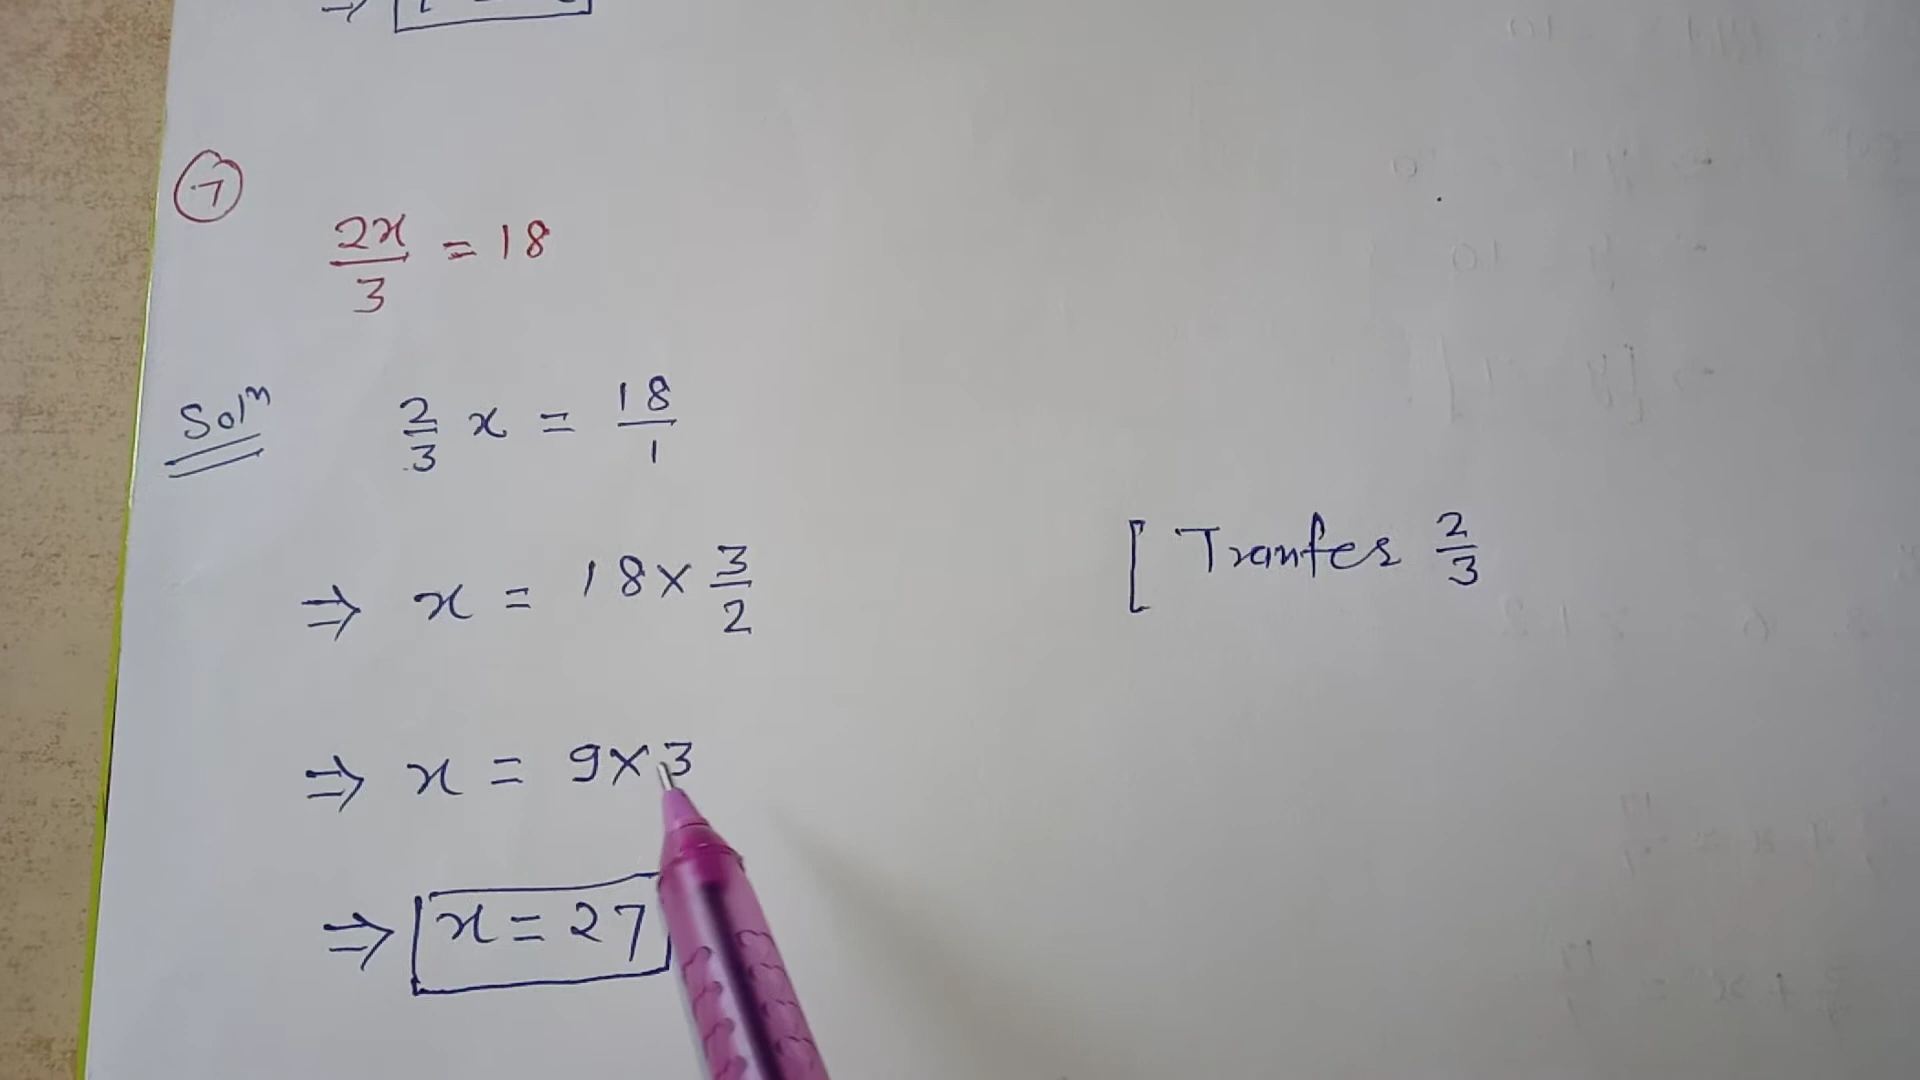 7
2x/3 = 18
Solⁿ 2/3 x = 18/1
⇒ x = 18 × 3/2 [ Tranfer 2/3
⇒ x = 9 × 3
⇒ x = 27